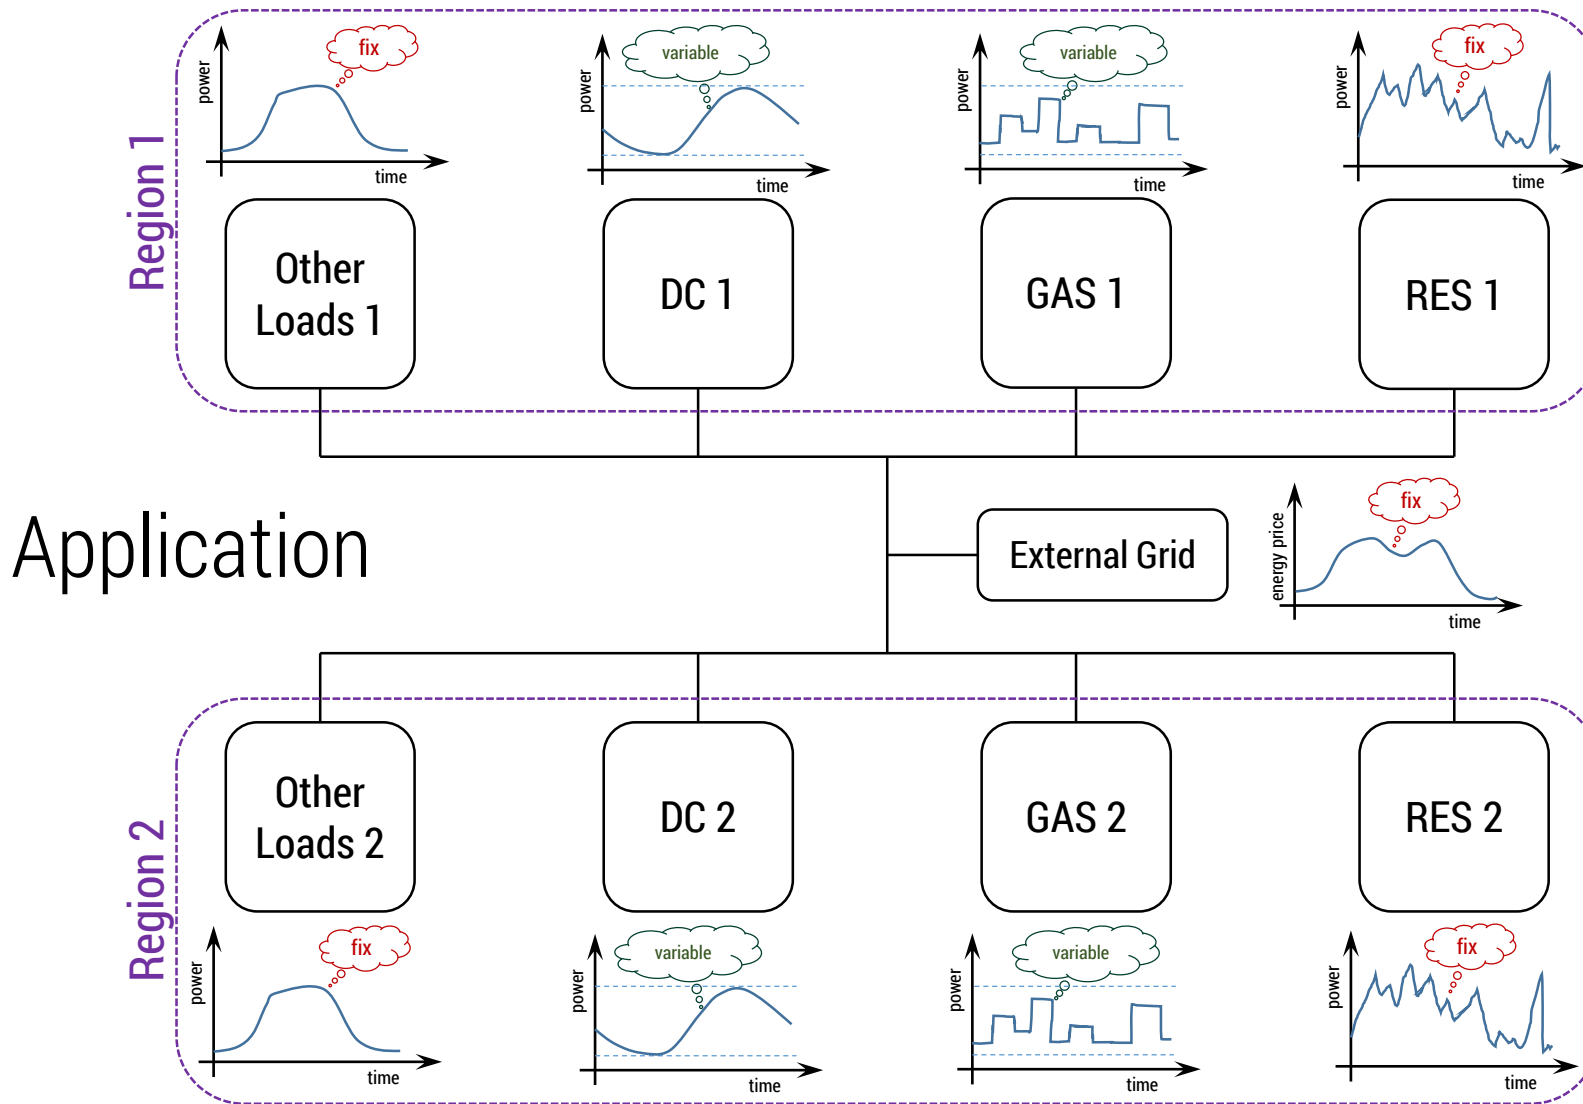 fix
variable
variable
fix
power
power
power
power
time
time
time
time
Region 1
Other
Loads 1
DC 1
GAS 1
RES 1
Application
External Grid
fix
energy price
time
Region 2
Other
Loads 2
DC 2
GAS 2
RES 2
fix
variable
variable
fix
power
power
power
power
time
time
time
time